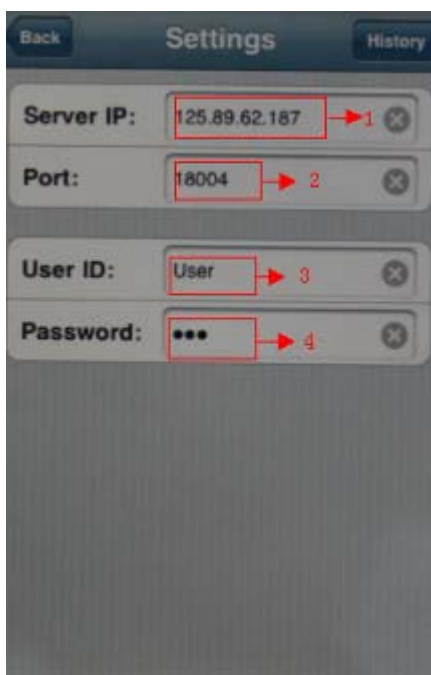 Back Settings History
Server IP: 125.89.62.187 1
Port: 18004 2
User ID: User 3
Password: ●●● 4